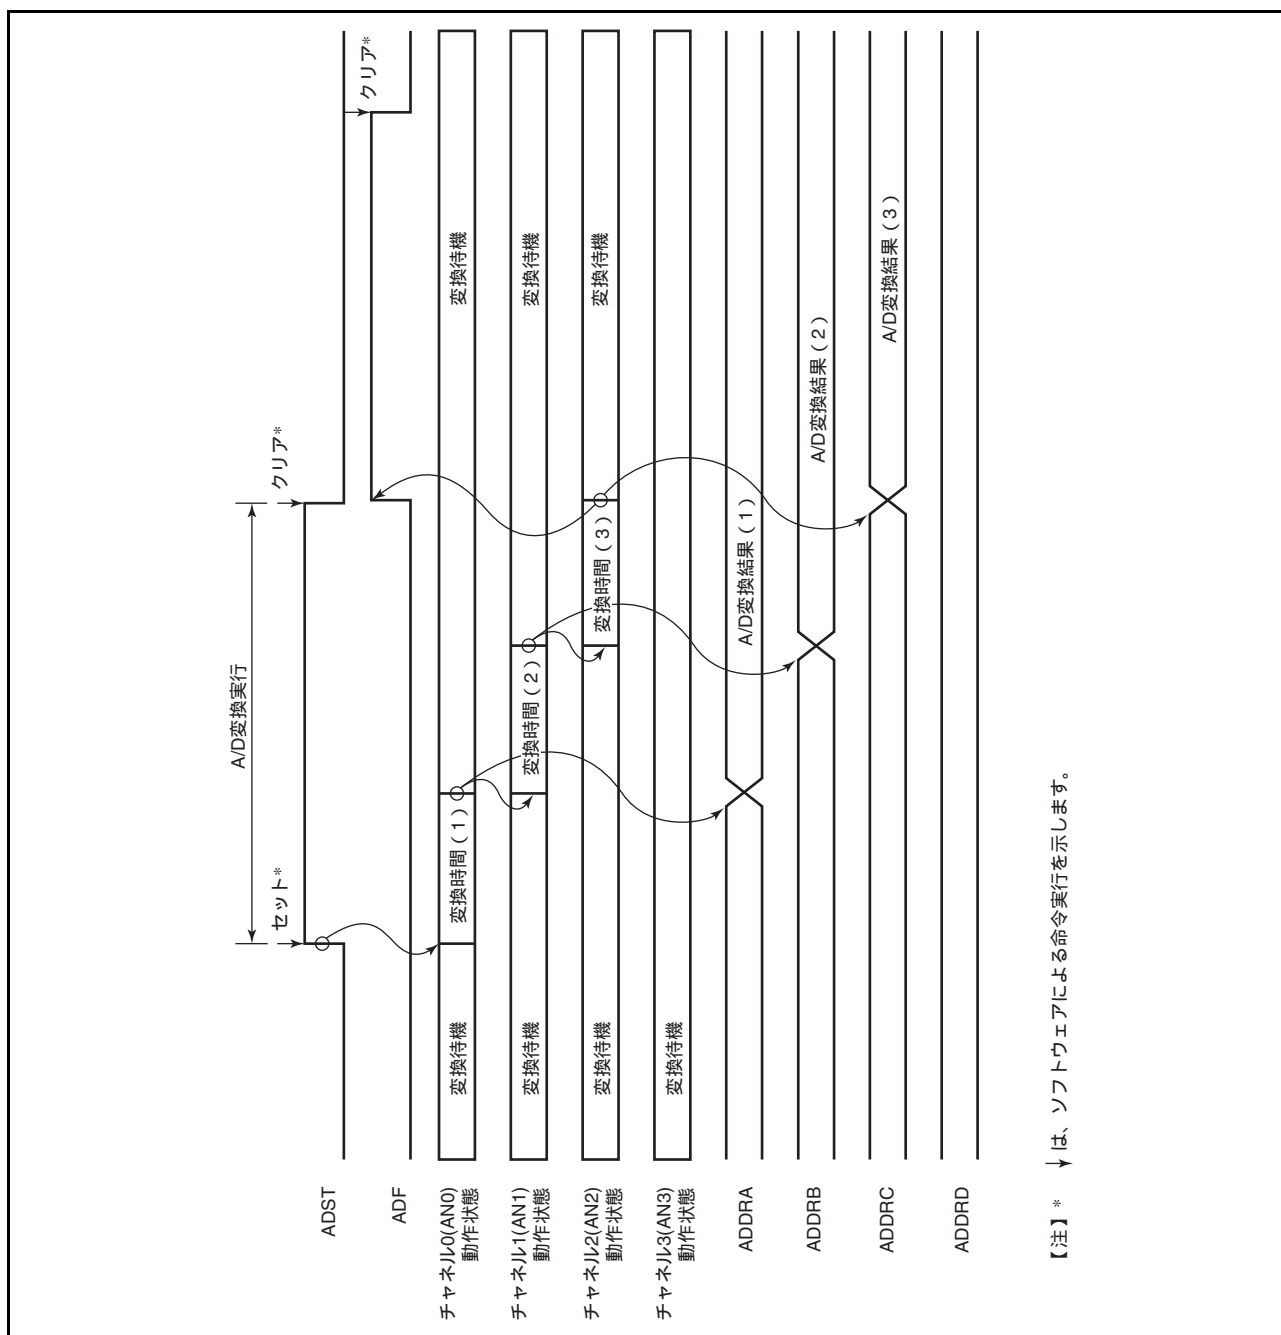 A/D変換実行
セット*
クリア*
クリア*
ADST
ADF
チャネル0(AN0)
動作状態
変換待機
変換時間(1)
変換待機
チャネル1(AN1)
動作状態
変換待機
変換時間(2)
変換待機
チャネル2(AN2)
動作状態
変換待機
変換時間(3)
変換待機
チャネル3(AN3)
動作状態
変換待機
ADDRA
A/D変換結果(1)
ADDRB
A/D変換結果(2)
ADDRC
A/D変換結果(3)
ADDRD
【注】* ↓は、ソフトウェアによる命令実行を示します。